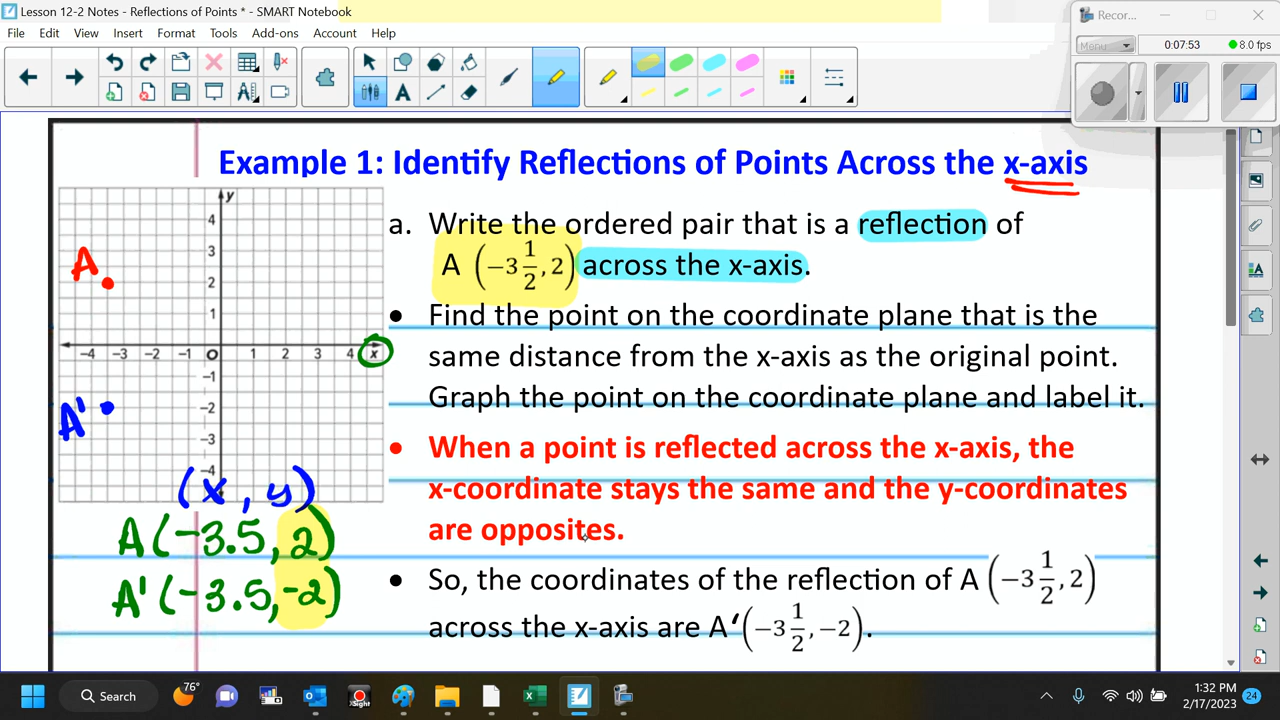 Lesson 12-2 Notes - Reflections of Points * - SMART Notebook
File Edit View Insert Format Tools Add-ons Account Help
Recor...
Menu
0:07:53
8.0 fps
Example 1: Identify Reflections of Points Across the x-axis
a. Write the ordered pair that is a reflection of
A (−3 1/2, 2) across the x-axis.
• Find the point on the coordinate plane that is the
same distance from the x-axis as the original point.
Graph the point on the coordinate plane and label it.
• When a point is reflected across the x-axis, the
x-coordinate stays the same and the y-coordinates
are opposites.
• So, the coordinates of the reflection of A (−3 1/2, 2)
across the x-axis are A′(−3 1/2, −2).
y
4
3
A
2
1
−4 −3 −2 −1 O 1 2 3 4 x
−1
A' −2
−3
−4
(x, y)
A(-3.5, 2)
A'(-3.5, -2)
76°
Search
1:32 PM
2/17/2023
24